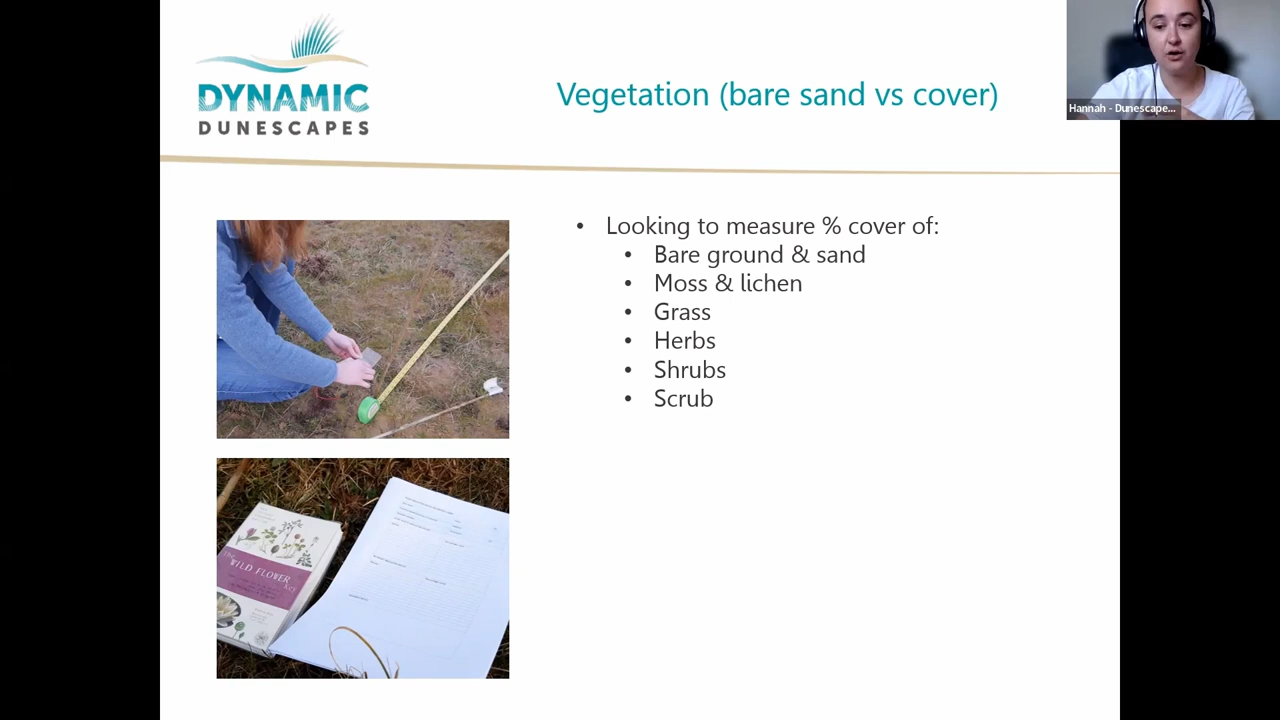 DYNAMIC
DUNESCAPES
Vegetation (bare sand vs cover)
Hannah - Dunescape...
• Looking to measure % cover of:
• Bare ground & sand
• Moss & lichen
• Grass
• Herbs
• Shrubs
• Scrub
WILD FLOWER